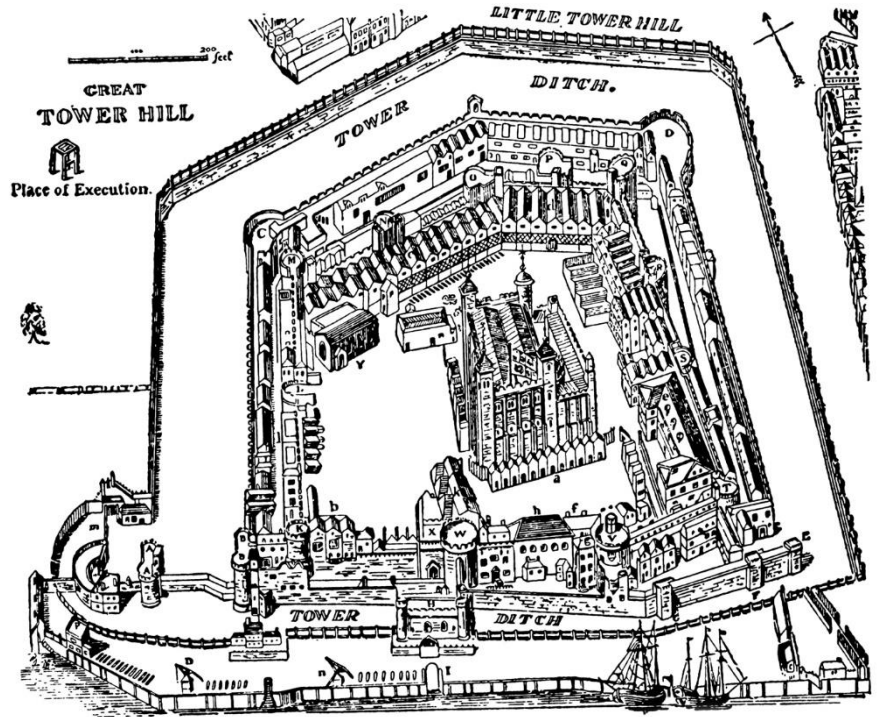 LITTLE TOWER HILL
200
feet
GREAT
TOWER HILL
DITCH.
TOWER
Place of Execution.
D
P
Q
O
C
N
M
R
Y
L
S
a
b
h
f
T
K
X
W
V
m
A
B
E
F
G
H
TOWER
DITCH
n
n
I